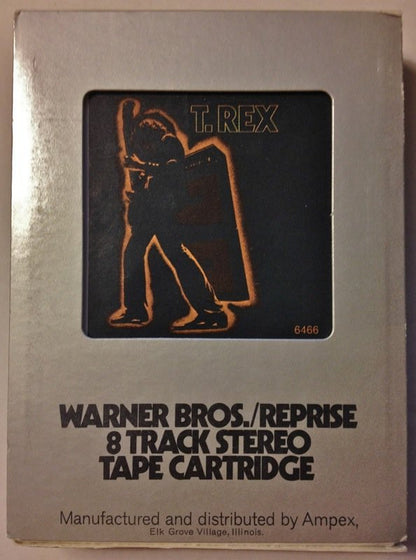 T. REX
6466
WARNER BROS./REPRISE
8 TRACK STEREO
TAPE CARTRIDGE
Manufactured and distributed by Ampex,
Elk Grove Village, Illinois.